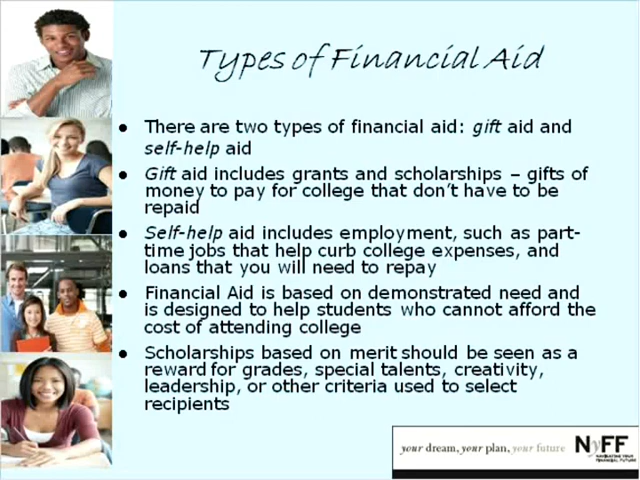 Types of Financial Aid
• There are two types of financial aid: gift aid and
self-help aid
• Gift aid includes grants and scholarships – gifts of
money to pay for college that don't have to be
repaid
• Self-help aid includes employment, such as part-
time jobs that help curb college expenses, and
loans that you will need to repay
• Financial Aid is based on demonstrated need and
is designed to help students who cannot afford the
cost of attending college
• Scholarships based on merit should be seen as a
reward for grades, special talents, creativity,
leadership, or other criteria used to select
recipients
your dream, your plan, your future
NyFF
NAVIGATING YOUR
FINANCIAL FUTURE